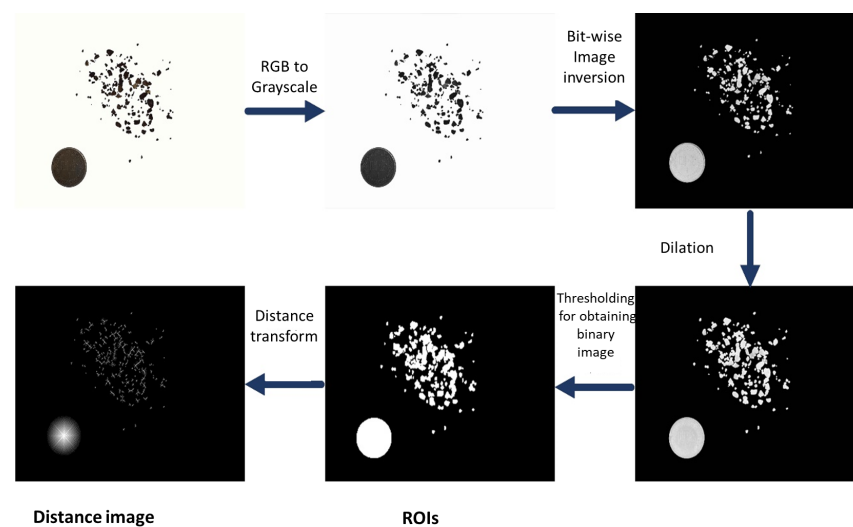 RGB to
Grayscale
Bit-wise
Image
inversion
Dilation
Thresholding
for obtaining
binary
image
Distance
transform
Distance image
ROIs